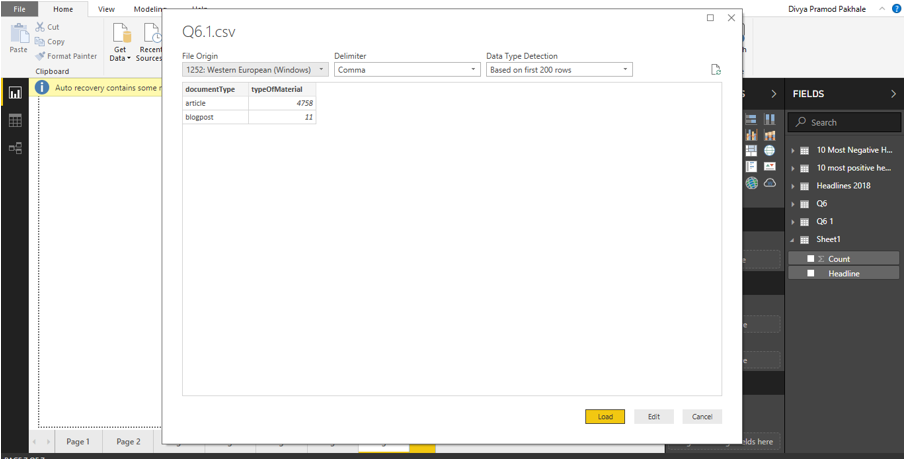 File Home View Modeling Divya Pramod Pakhale ?
Cut
Copy
Format Painter
Paste
Get
Data
Recent
Sources
Clipboard
Auto recovery contains some
Q6.1.csv
File Origin Delimiter Data Type Detection
1252: Western European (Windows) Comma Based on first 200 rows
documentType typeOfMaterial
article 4758
blogpost 11
Load Edit Cancel
FIELDS
Search
10 Most Negative H...
10 most positive he...
Headlines 2018
Q6
Q6 1
Sheet1
Σ Count
Headline
Page 1 Page 2
lds here